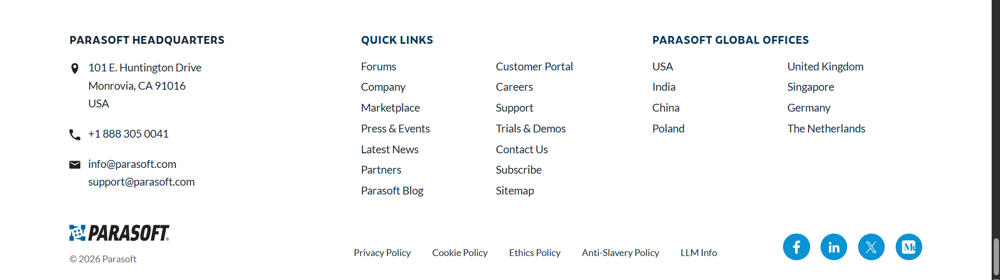 PARASOFT HEADQUARTERS
101 E. Huntington Drive
Monrovia, CA 91016
USA
+1 888 305 0041
info@parasoft.com
support@parasoft.com
QUICK LINKS
Forums
Company
Marketplace
Press & Events
Latest News
Partners
Parasoft Blog
Customer Portal
Careers
Support
Trials & Demos
Contact Us
Subscribe
Sitemap
PARASOFT GLOBAL OFFICES
USA
India
China
Poland
United Kingdom
Singapore
Germany
The Netherlands
PARASOFT®
© 2026 Parasoft
Privacy Policy
Cookie Policy
Ethics Policy
Anti-Slavery Policy
LLM Info
f
in
X
Me